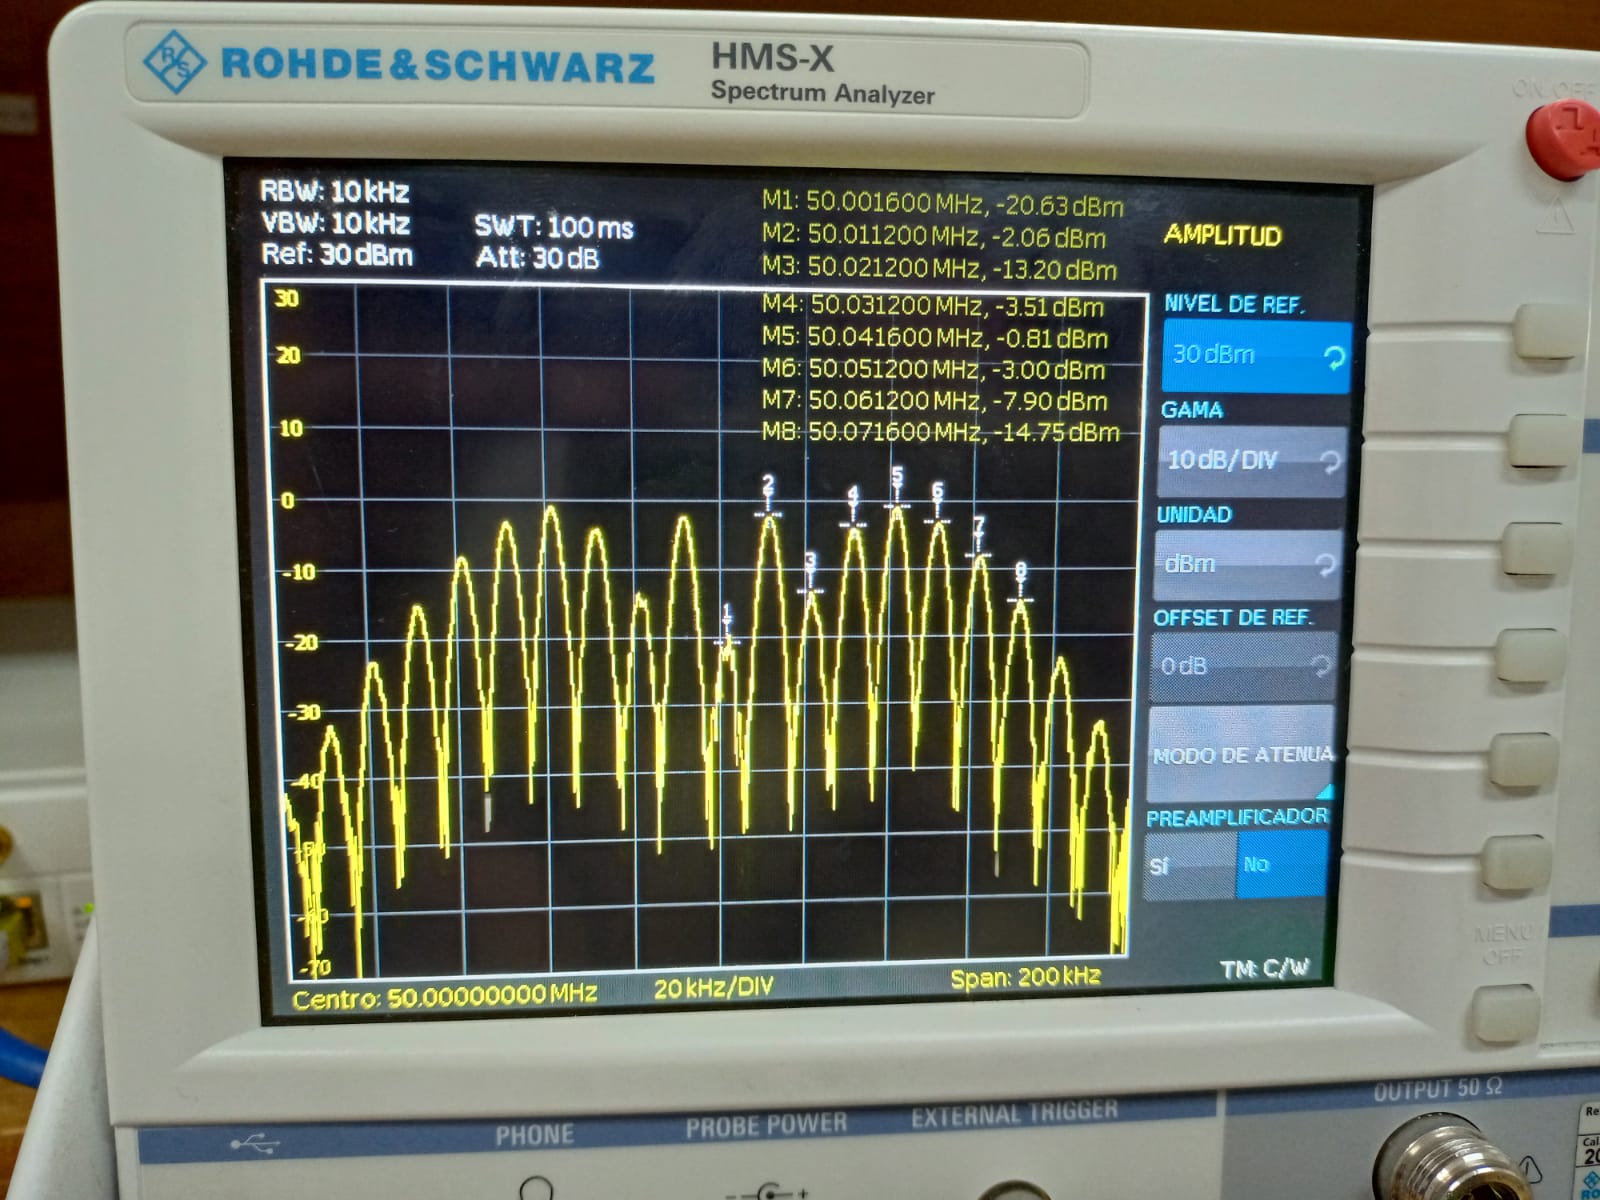 ROHDE&SCHWARZ
HMS-X
Spectrum Analyzer
ON/OFF
RBW: 10 kHz
VBW: 10 kHz
SWT: 100 ms
Ref: 30 dBm
Att: 30 dB
M1: 50.001600 MHz, -20.63 dBm
M2: 50.011200 MHz, -2.06 dBm
M3: 50.021200 MHz, -13.20 dBm
M4: 50.031200 MHz, -3.51 dBm
M5: 50.041600 MHz, -0.81 dBm
M6: 50.051200 MHz, -3.00 dBm
M7: 50.061200 MHz, -7.90 dBm
M8: 50.071600 MHz, -14.75 dBm
30
20
10
0
-10
-20
-30
-40
-50
-60
-70
1
2
3
4
5
6
7
8
Centro: 50.00000000 MHz
20 kHz/DIV
Span: 200 kHz
AMPLITUD
NIVEL DE REF.
30 dBm
GAMA
10 dB/DIV
UNIDAD
dBm
OFFSET DE REF.
0 dB
MODO DE ATENUA
PREAMPLIFICADOR
Sí
No
TM: C/W
MENU
OFF
PHONE
PROBE POWER
EXTERNAL TRIGGER
OUTPUT 50 Ω